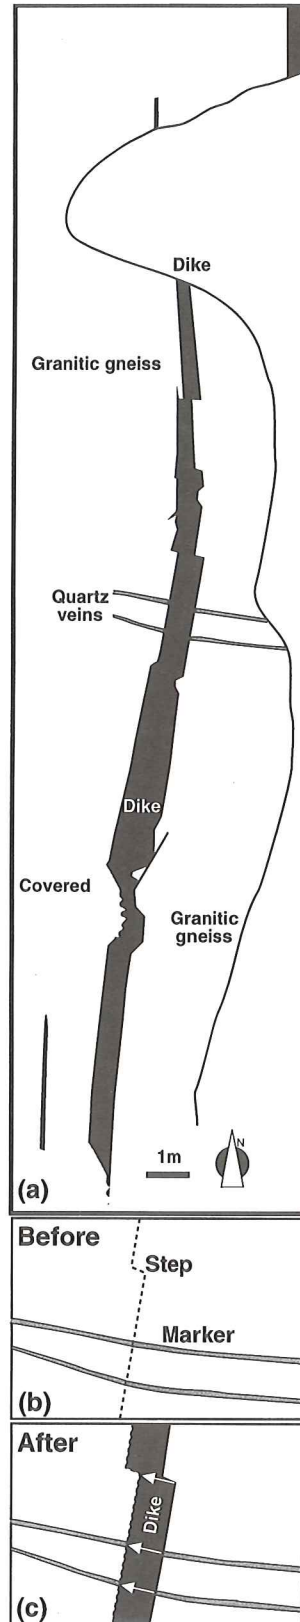 Dike
Granitic gneiss
Quartz
veins
Dike
Covered
Granitic
gneiss
1m
N
(a)
Before
Step
Marker
(b)
After
Dike
(c)